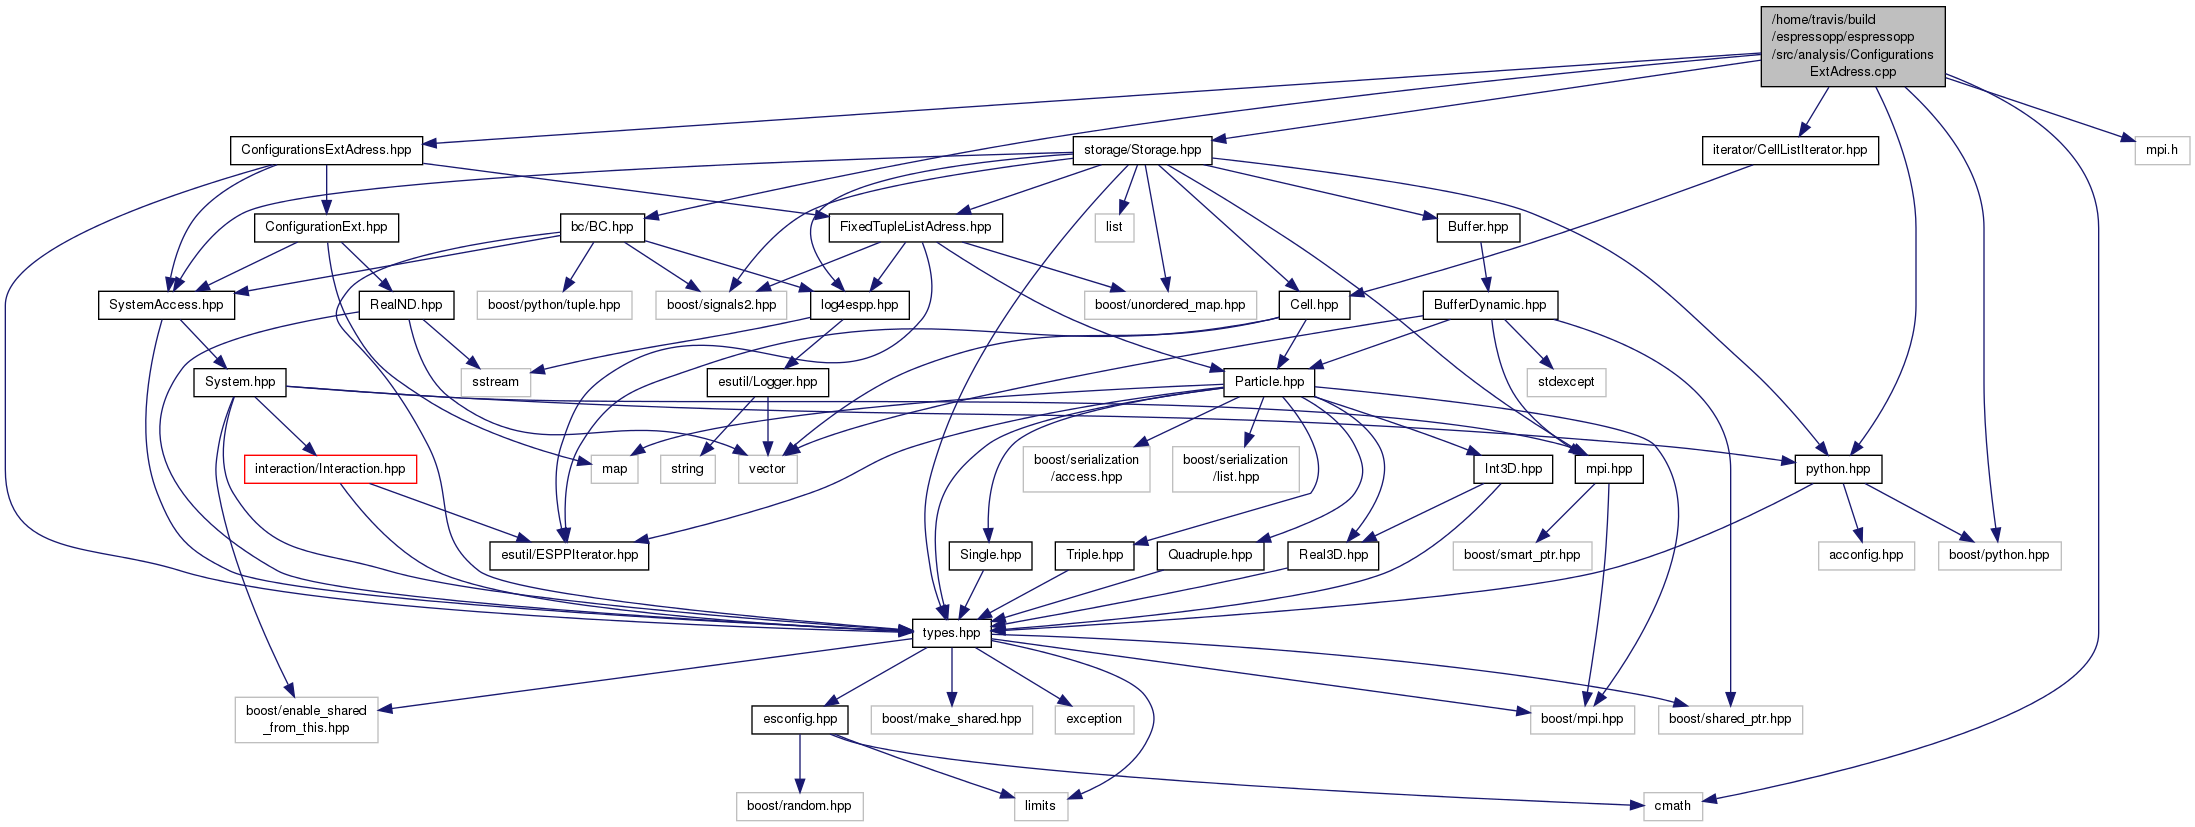 /home/travis/build
/espressopp/espressopp
/src/analysis/Configurations
ExtAdress.cpp
ConfigurationsExtAdress.hpp
storage/Storage.hpp
iterator/CellListIterator.hpp
mpi.h
ConfigurationExt.hpp
bc/BC.hpp
FixedTupleListAdress.hpp
list
Buffer.hpp
SystemAccess.hpp
RealND.hpp
boost/python/tuple.hpp
boost/signals2.hpp
log4espp.hpp
boost/unordered_map.hpp
Cell.hpp
BufferDynamic.hpp
System.hpp
sstream
esutil/Logger.hpp
Particle.hpp
stdexcept
interaction/Interaction.hpp
map
string
vector
boost/serialization
/access.hpp
boost/serialization
/list.hpp
Int3D.hpp
mpi.hpp
python.hpp
esutil/ESPPIterator.hpp
Single.hpp
Triple.hpp
Quadruple.hpp
Real3D.hpp
boost/smart_ptr.hpp
acconfig.hpp
boost/python.hpp
types.hpp
boost/enable_shared
_from_this.hpp
esconfig.hpp
boost/make_shared.hpp
exception
boost/mpi.hpp
boost/shared_ptr.hpp
boost/random.hpp
limits
cmath